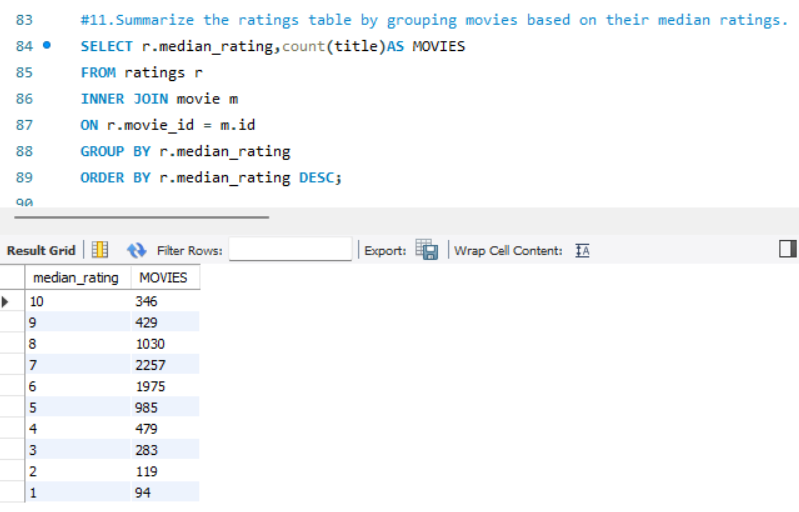 83 #11.Summarize the ratings table by grouping movies based on their median ratings.
84 SELECT r.median_rating,count(title)AS MOVIES
85 FROM ratings r
86 INNER JOIN movie m
87 ON r.movie_id = m.id
88 GROUP BY r.median_rating
89 ORDER BY r.median_rating DESC;
90
Result Grid Filter Rows: Export: Wrap Cell Content: IA
median_rating MOVIES
10 346
9 429
8 1030
7 2257
6 1975
5 985
4 479
3 283
2 119
1 94